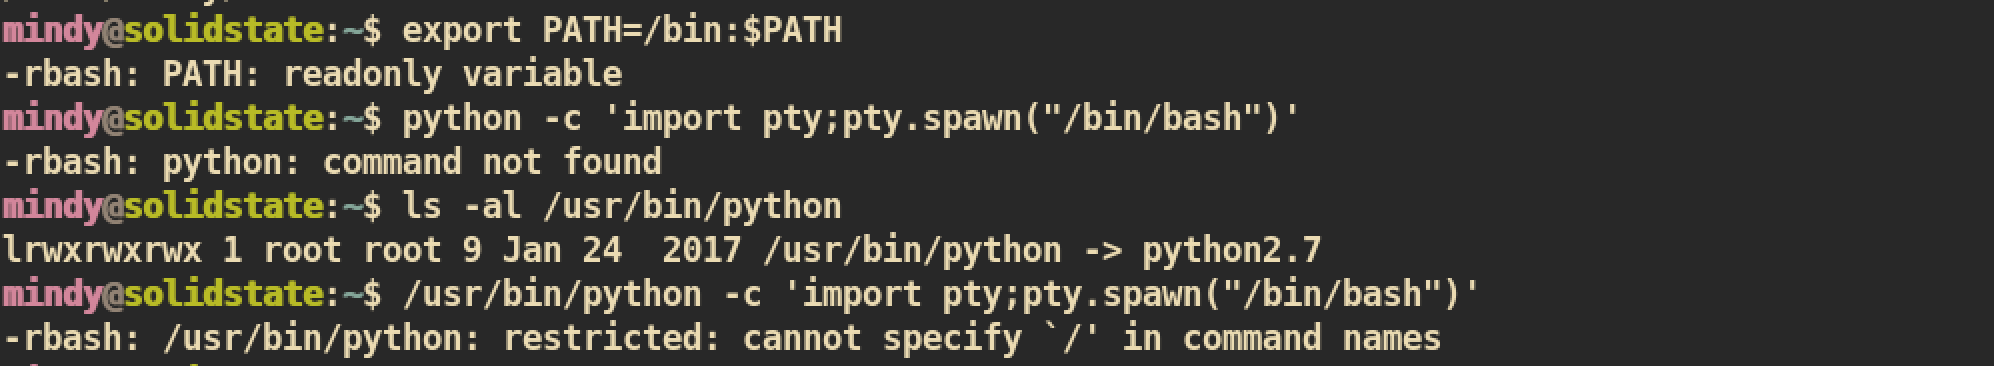 mindy@solidstate:~$ export PATH=/bin:$PATH
-rbash: PATH: readonly variable
mindy@solidstate:~$ python -c 'import pty;pty.spawn("/bin/bash")'
-rbash: python: command not found
mindy@solidstate:~$ ls -al /usr/bin/python
lrwxrwxrwx 1 root root 9 Jan 24  2017 /usr/bin/python -> python2.7
mindy@solidstate:~$ /usr/bin/python -c 'import pty;pty.spawn("/bin/bash")'
-rbash: /usr/bin/python: restricted: cannot specify `/' in command names